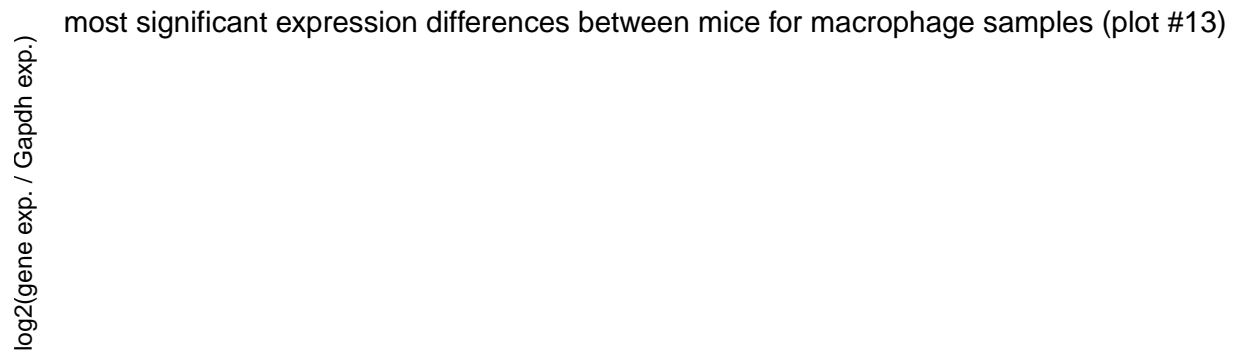 most significant expression differences between mice for macrophage samples (plot #13)
log2(gene exp. / Gapdh exp.)